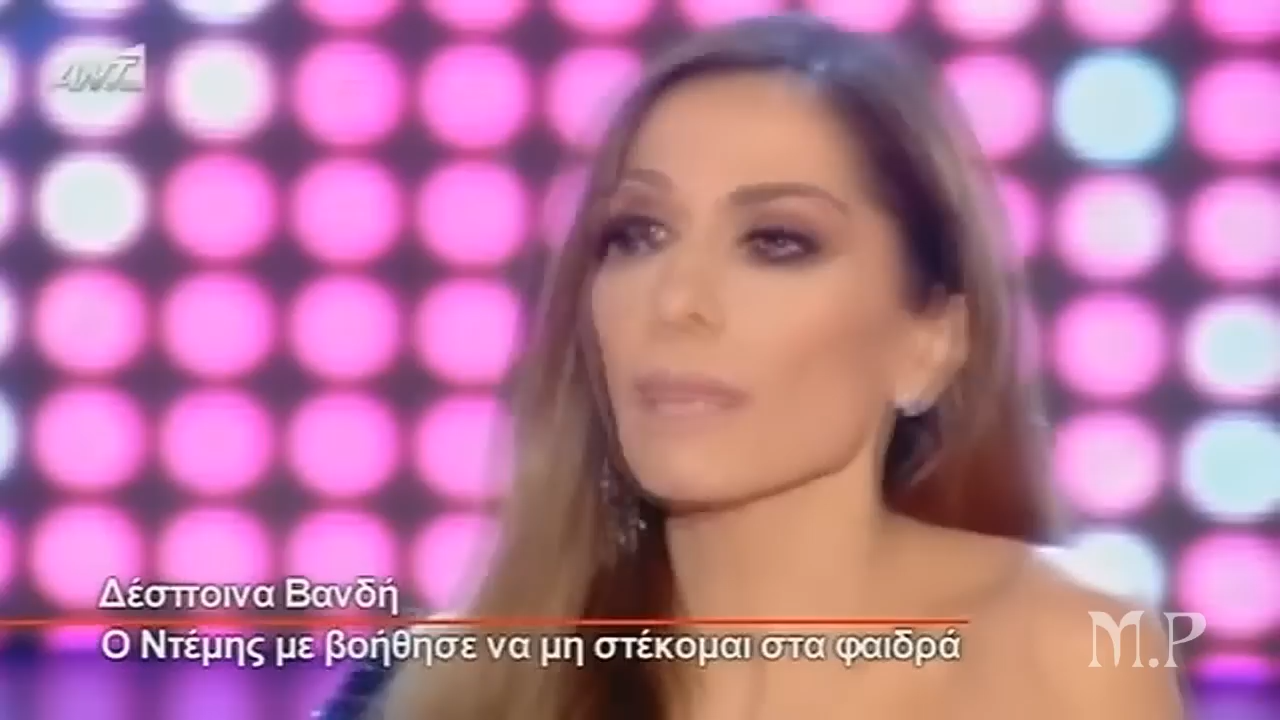 ANT1
Δέσποινα Βανδή
Ο Ντέμης με βοήθησε να μη στέκομαι στα φαιδρά
M.P